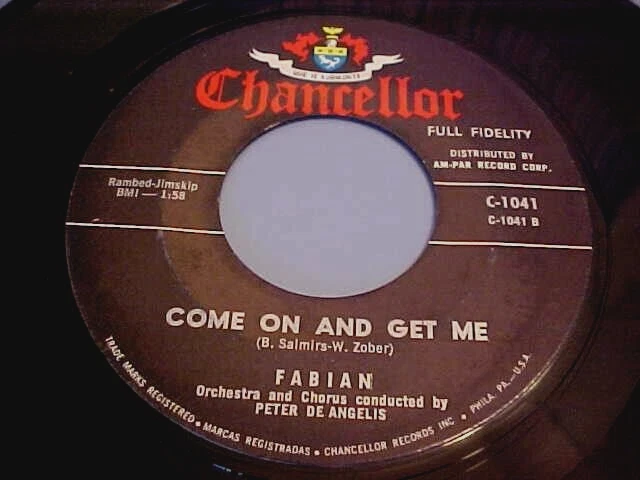 Chancellor
FULL FIDELITY
DISTRIBUTED BY
AM-PAR RECORD CORP.
Rambed-Jimskip
BMI — 1:58
C-1041
C-1041 B
COME ON AND GET ME
(B. Salmirs-W. Zober)
FABIAN
Orchestra and Chorus conducted by
PETER DE ANGELIS
TRADE MARKS REGISTERED • MARCAS REGISTRADAS • CHANCELLOR RECORDS INC • PHILA. PA., U.S.A.